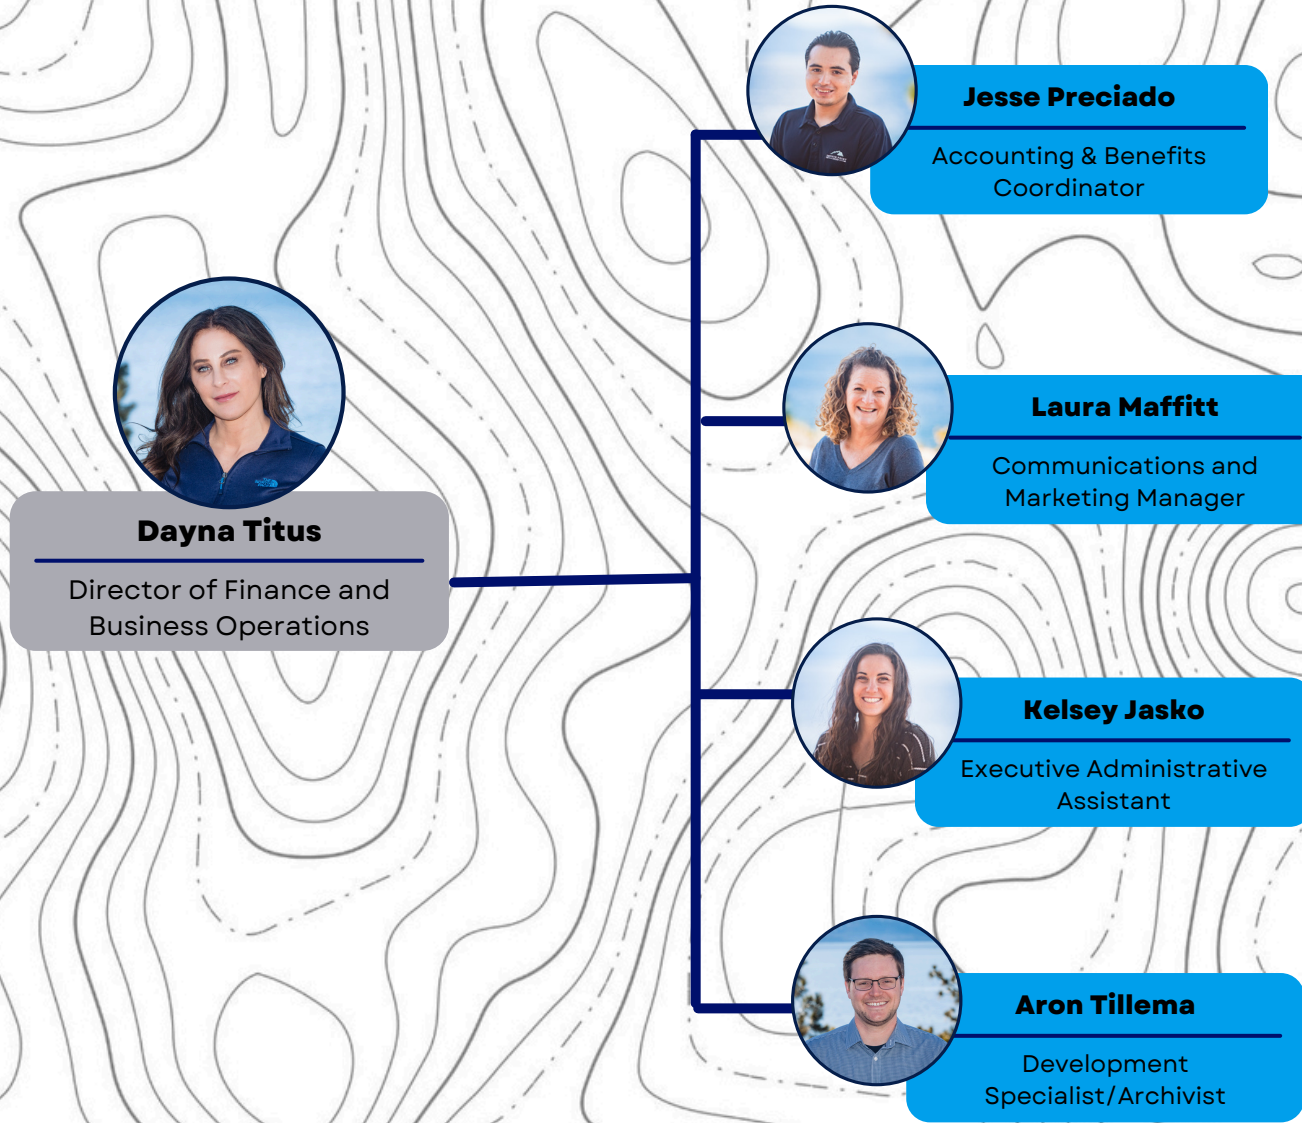 Jesse Preciado
Accounting & Benefits
Coordinator
Laura Maffitt
Communications and
Marketing Manager
Dayna Titus
Director of Finance and
Business Operations
Kelsey Jasko
Executive Administrative
Assistant
Aron Tillema
Development
Specialist/Archivist